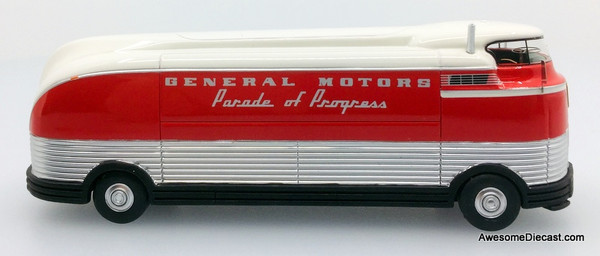 GENERAL MOTORS
Parade of Progress
AwesomeDiecast.com